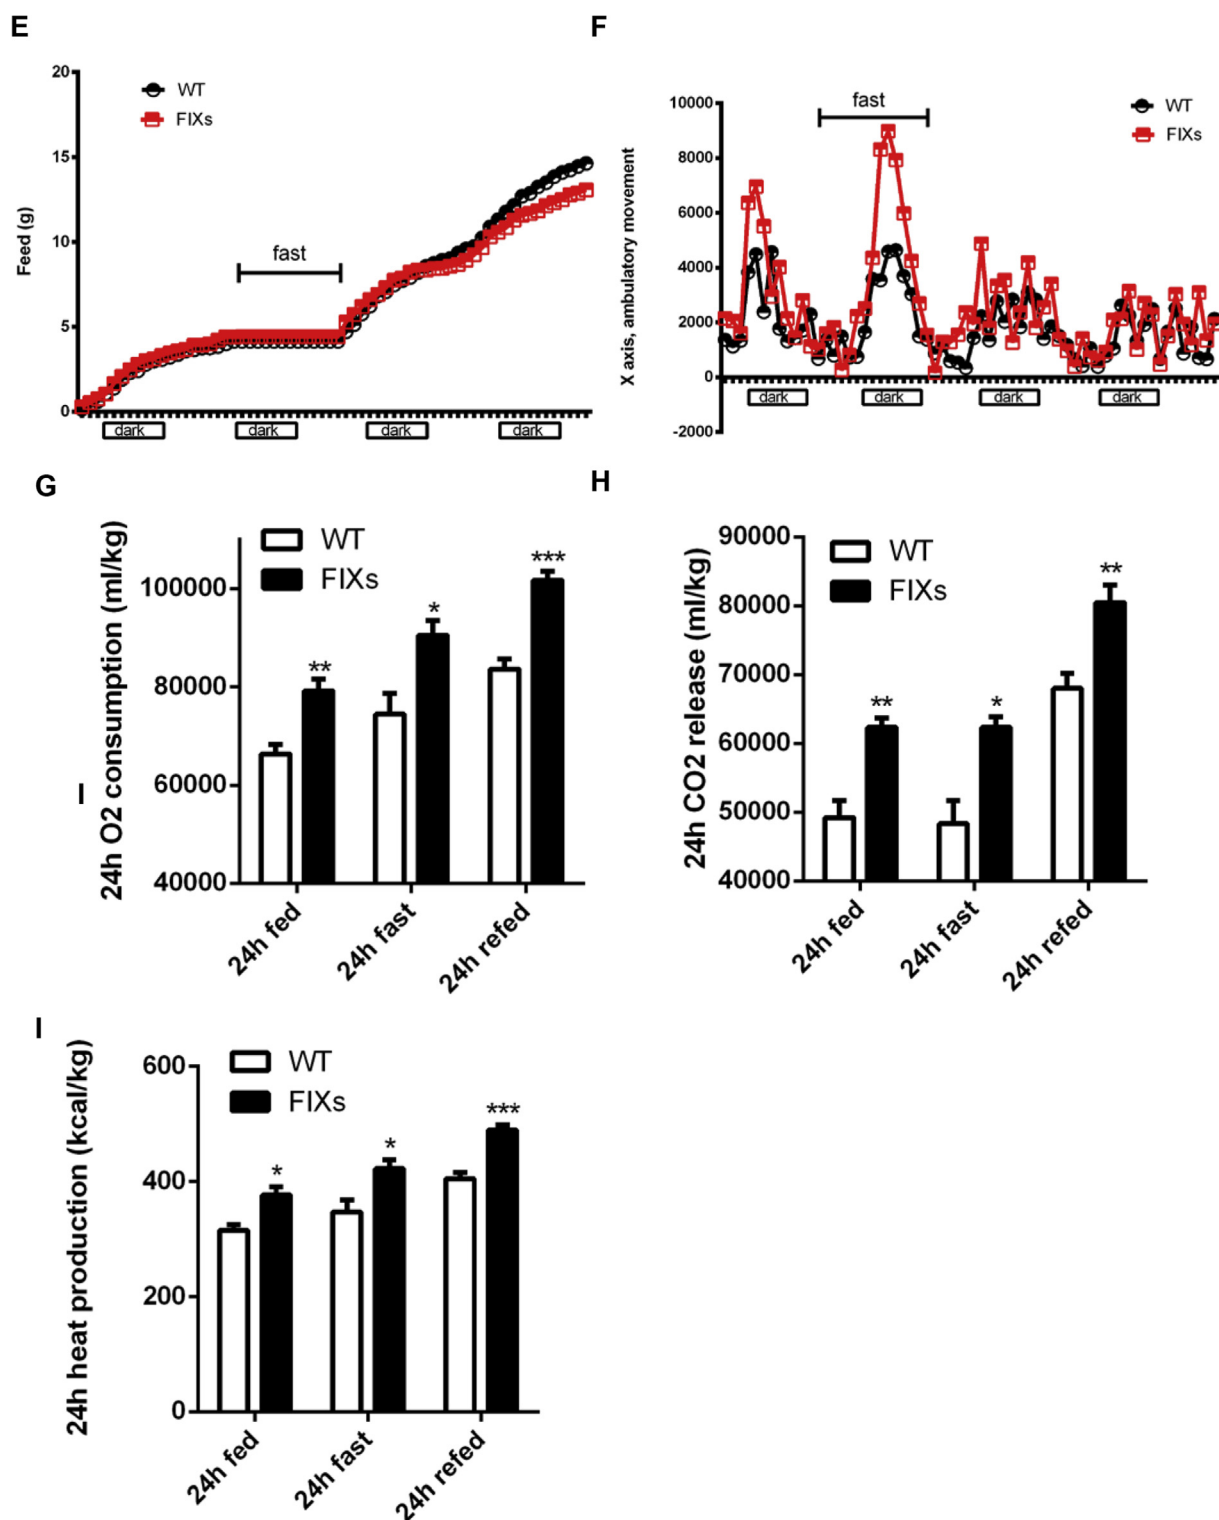 E
20
15
10
5
0
Feed (g)
WT
FIXs
fast
dark
dark
dark
dark
F
10000
8000
6000
4000
2000
0
-2000
X axis, ambulatory movement
fast
WT
FIXs
dark
dark
dark
dark
G
24h O2 consumption (ml/kg)
100000
80000
60000
40000
WT
FIXs
**
*
***
24h fed
24h fast
24h refed
I
H
24h CO2 release (ml/kg)
90000
80000
70000
60000
50000
40000
WT
FIXs
**
*
**
24h fed
24h fast
24h refed
I
24h heat production (kcal/kg)
600
400
200
0
WT
FIXs
*
*
***
24h fed
24h fast
24h refed